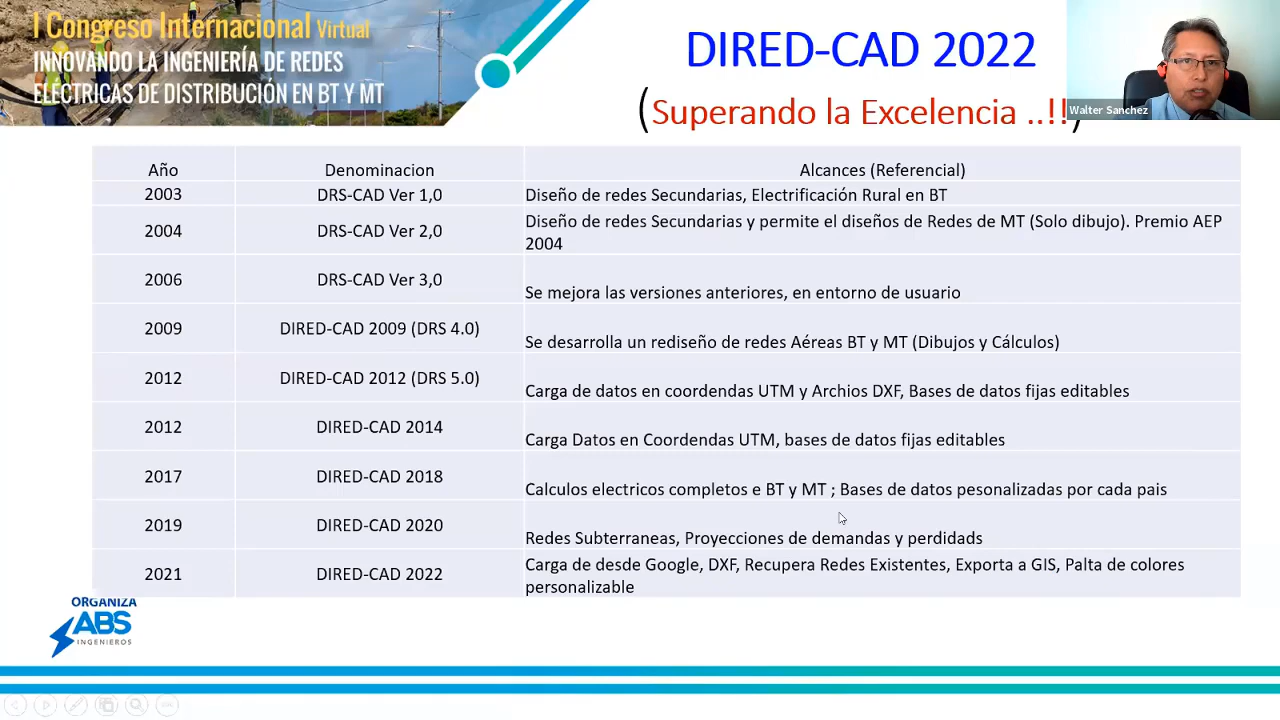 I Congreso Internacional Virtual
INNOVANDO LA INGENIERÍA DE REDES
ELÉCTRICAS DE DISTRIBUCIÓN EN BT Y MT
DIRED-CAD 2022
(Superando la Excelencia ..!!)
Walter Sanchez
Año Denominacion Alcances (Referencial)
2003 DRS-CAD Ver 1,0 Diseño de redes Secundarias, Electrificación Rural en BT
2004 DRS-CAD Ver 2,0 Diseño de redes Secundarias y permite el diseños de Redes de MT (Solo dibujo). Premio AEP
2004
2006 DRS-CAD Ver 3,0 Se mejora las versiones anteriores, en entorno de usuario
2009 DIRED-CAD 2009 (DRS 4.0) Se desarrolla un rediseño de redes Aéreas BT y MT (Dibujos y Cálculos)
2012 DIRED-CAD 2012 (DRS 5.0) Carga de datos en coordendas UTM y Archios DXF, Bases de datos fijas editables
2012 DIRED-CAD 2014 Carga Datos en Coordendas UTM, bases de datos fijas editables
2017 DIRED-CAD 2018 Calculos electricos completos e BT y MT ; Bases de datos pesonalizadas por cada pais
2019 DIRED-CAD 2020 Redes Subterraneas, Proyecciones de demandas y perdidads
2021 DIRED-CAD 2022 Carga de desde Google, DXF, Recupera Redes Existentes, Exporta a GIS, Palta de colores
personalizable
ORGANIZA
ABS
INGENIEROS